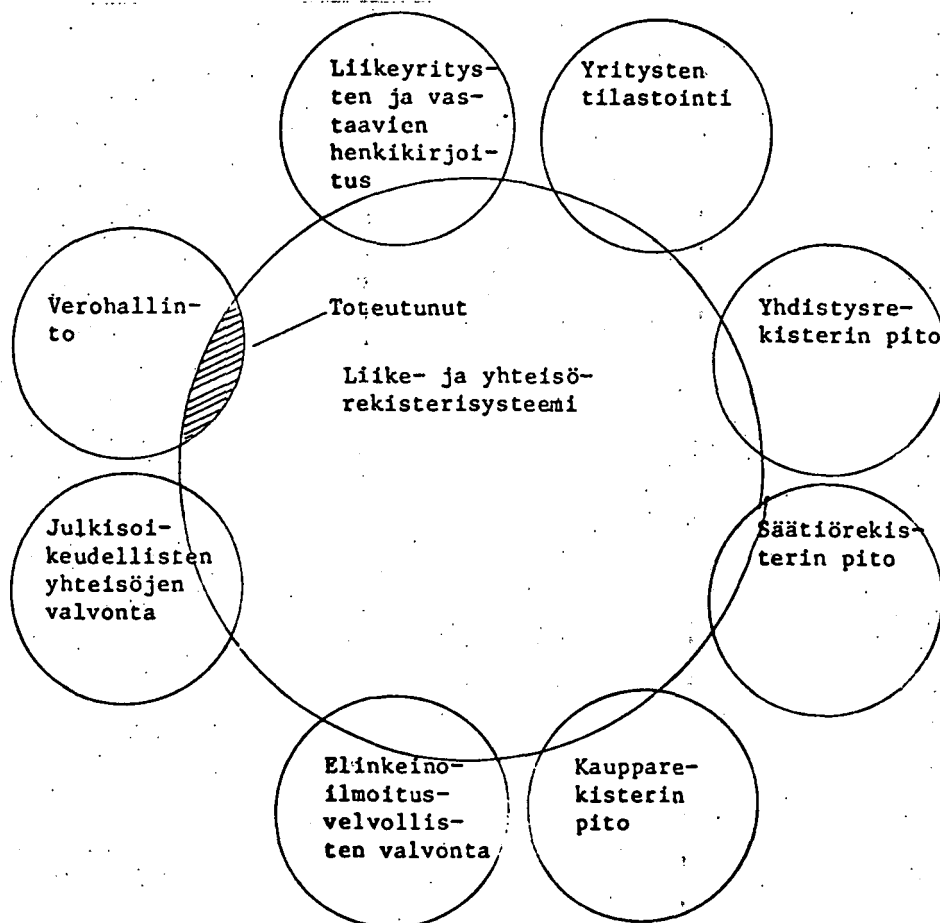 Liikeyritys-
ten ja vas-
taavien
henkikirjoi-
tus
Yritysten
tilastointi
Verohallin-
to
Toteutunut
Yhdistysre-
kisterin pito
Liike- ja yhteisö-
rekisterisysteemi
Julkisoi-
keudellisten
yhteisöjen
valvonta
Säätiörekis-
terin pito
Elinkeino-
ilmoitus-
velvollis-
ten valvonta
Kauppare-
kisterin
pito